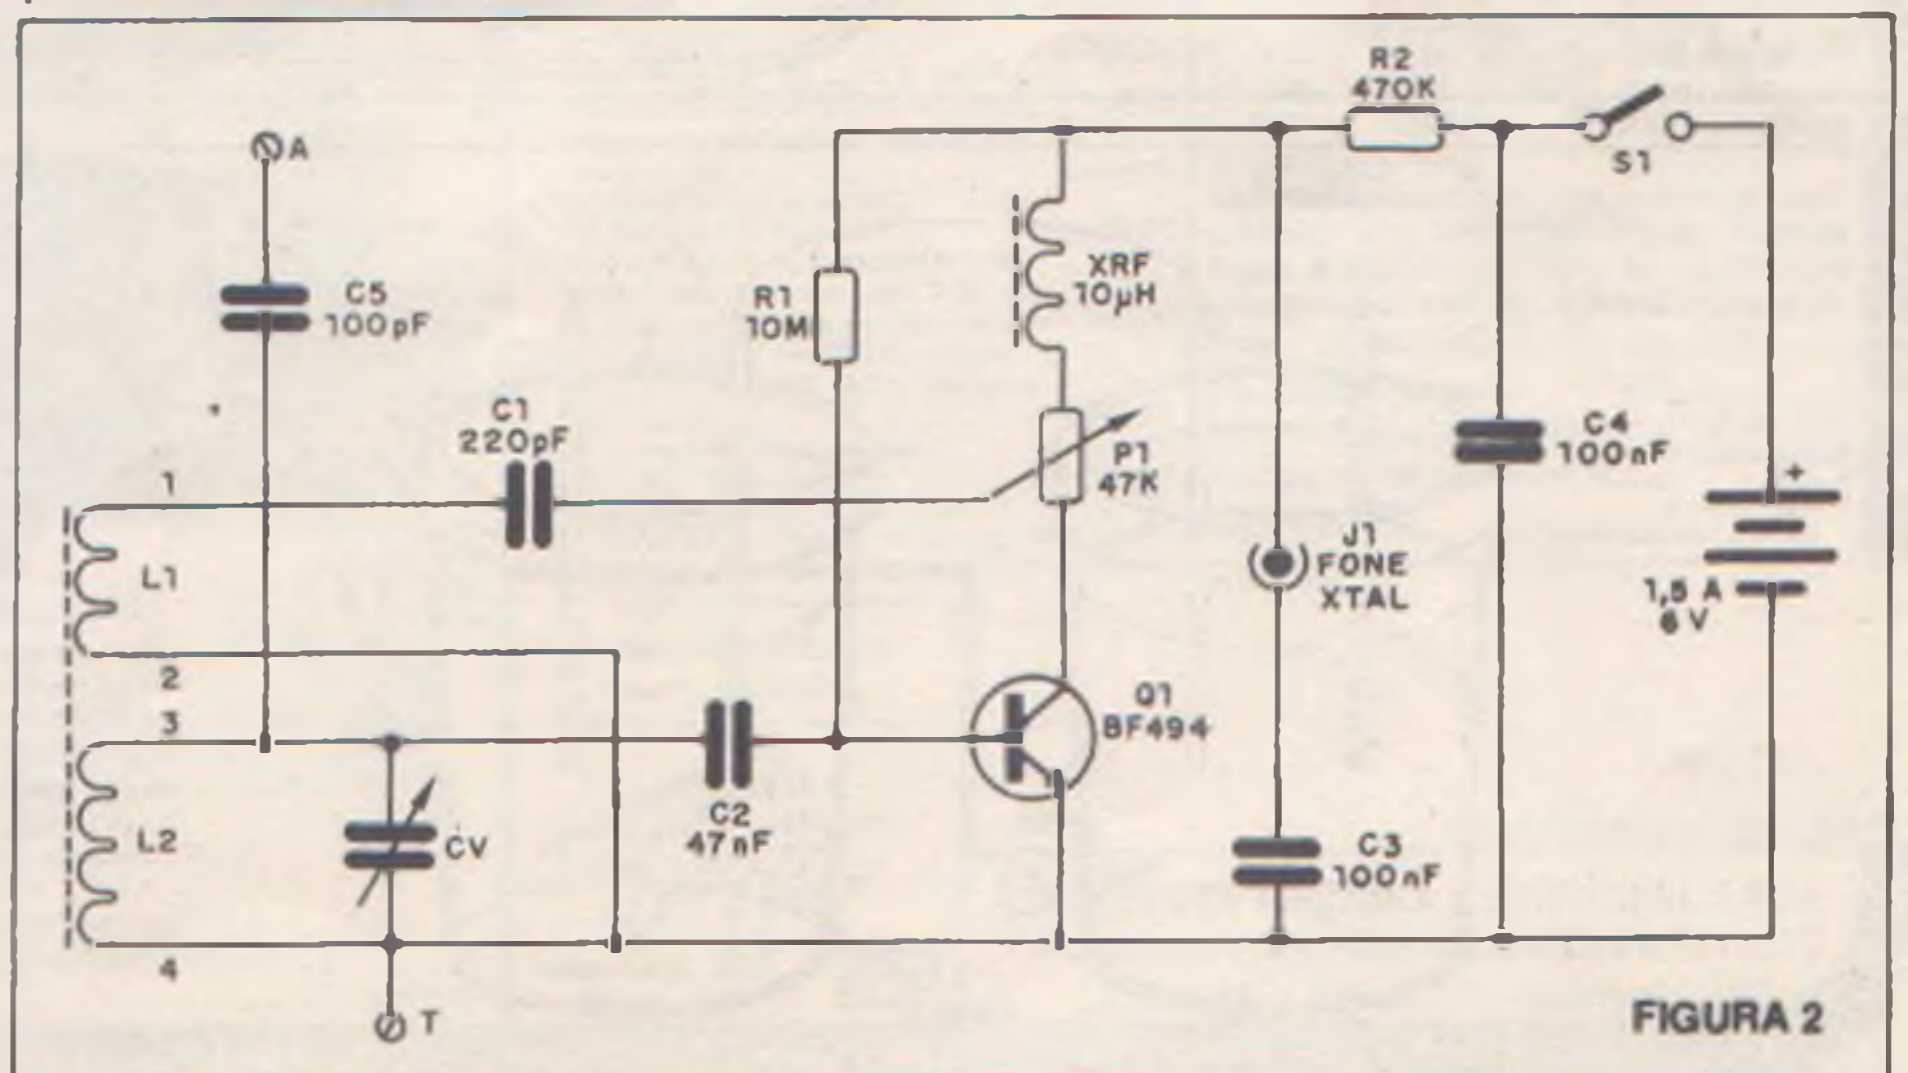 R2
470K
A
S1
C5
100pF
R1
10M
XRF
10µH
C1
220pF
P1
47K
C4
100nF
+
1
L1
J1
FONE
XTAL
1,5 A
6 V
2
3
Q1
BF494
C2
47nF
L2
CV
C3
100nF
4
T
FIGURA 2